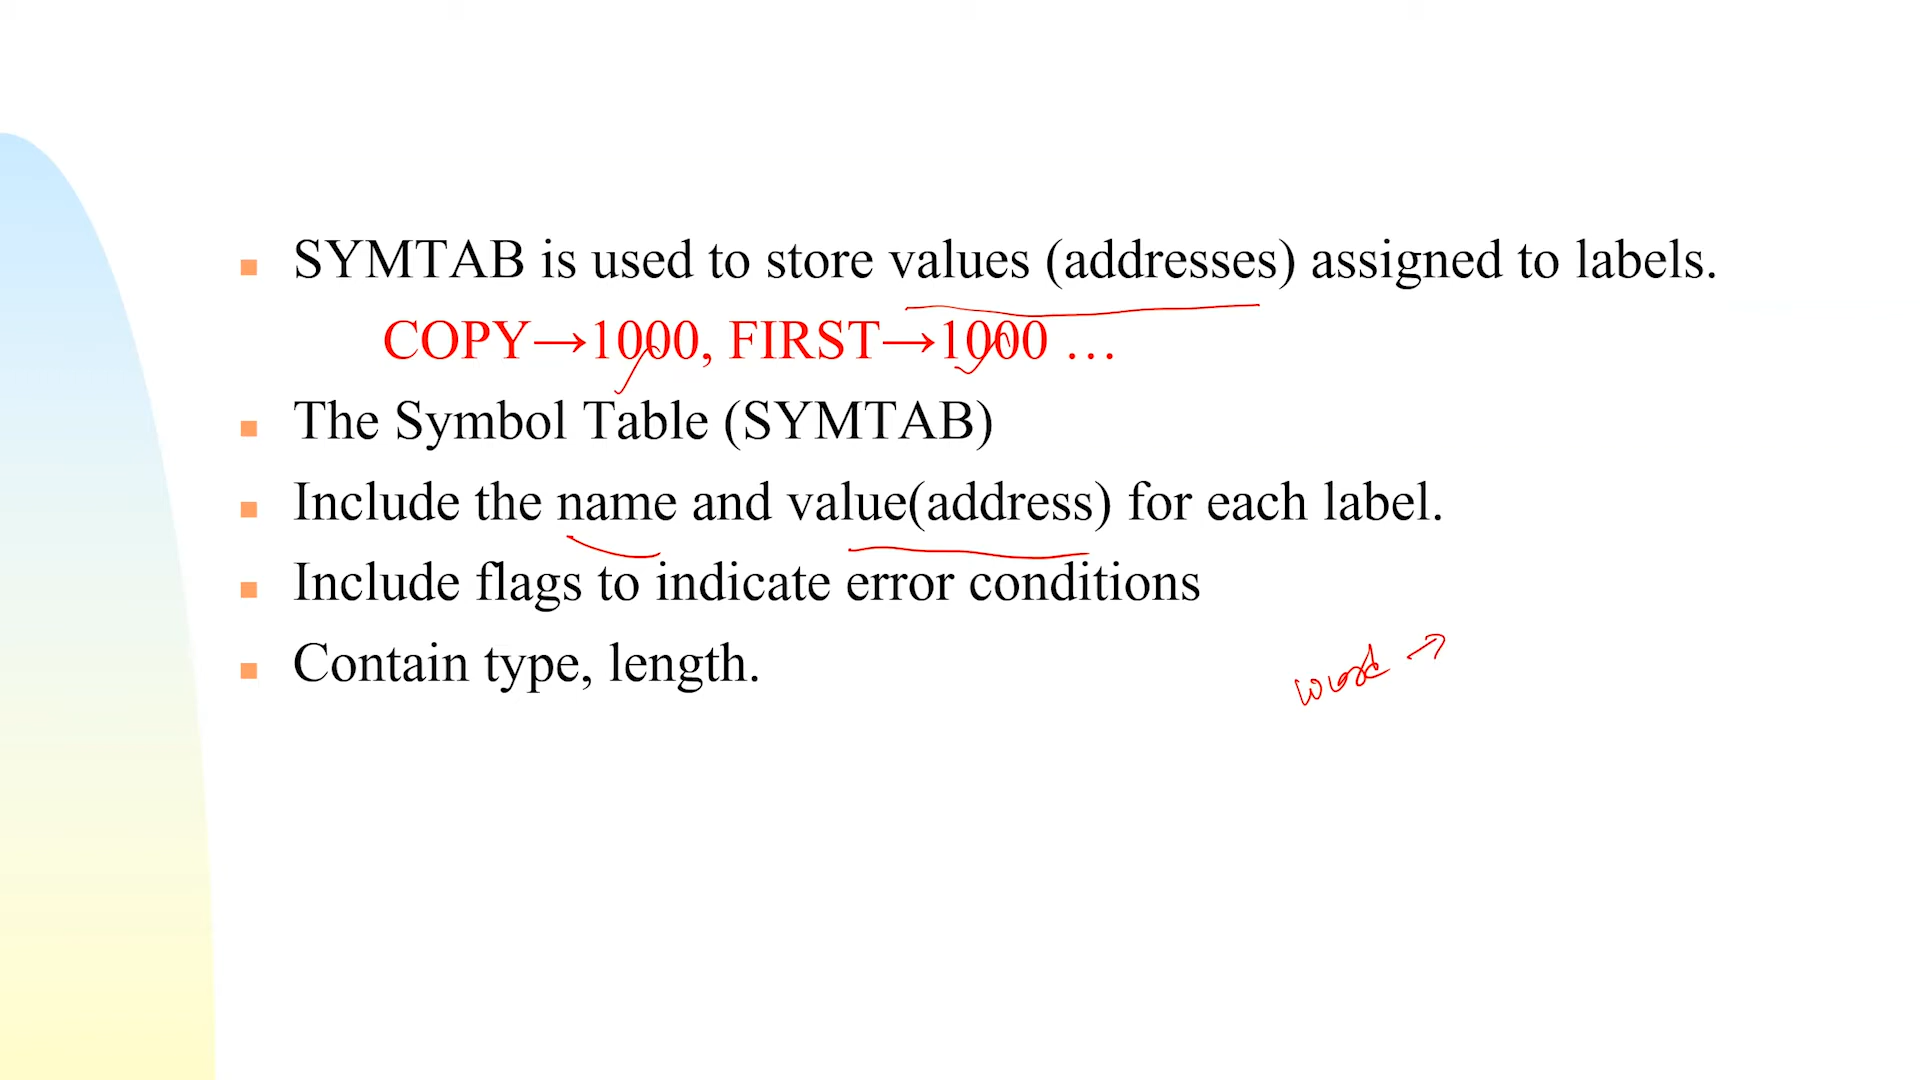 SYMTAB is used to store values (addresses) assigned to labels.
COPY→1000, FIRST→1000 …
The Symbol Table (SYMTAB)
Include the name and value(address) for each label.
Include flags to indicate error conditions
Contain type, length.
word →